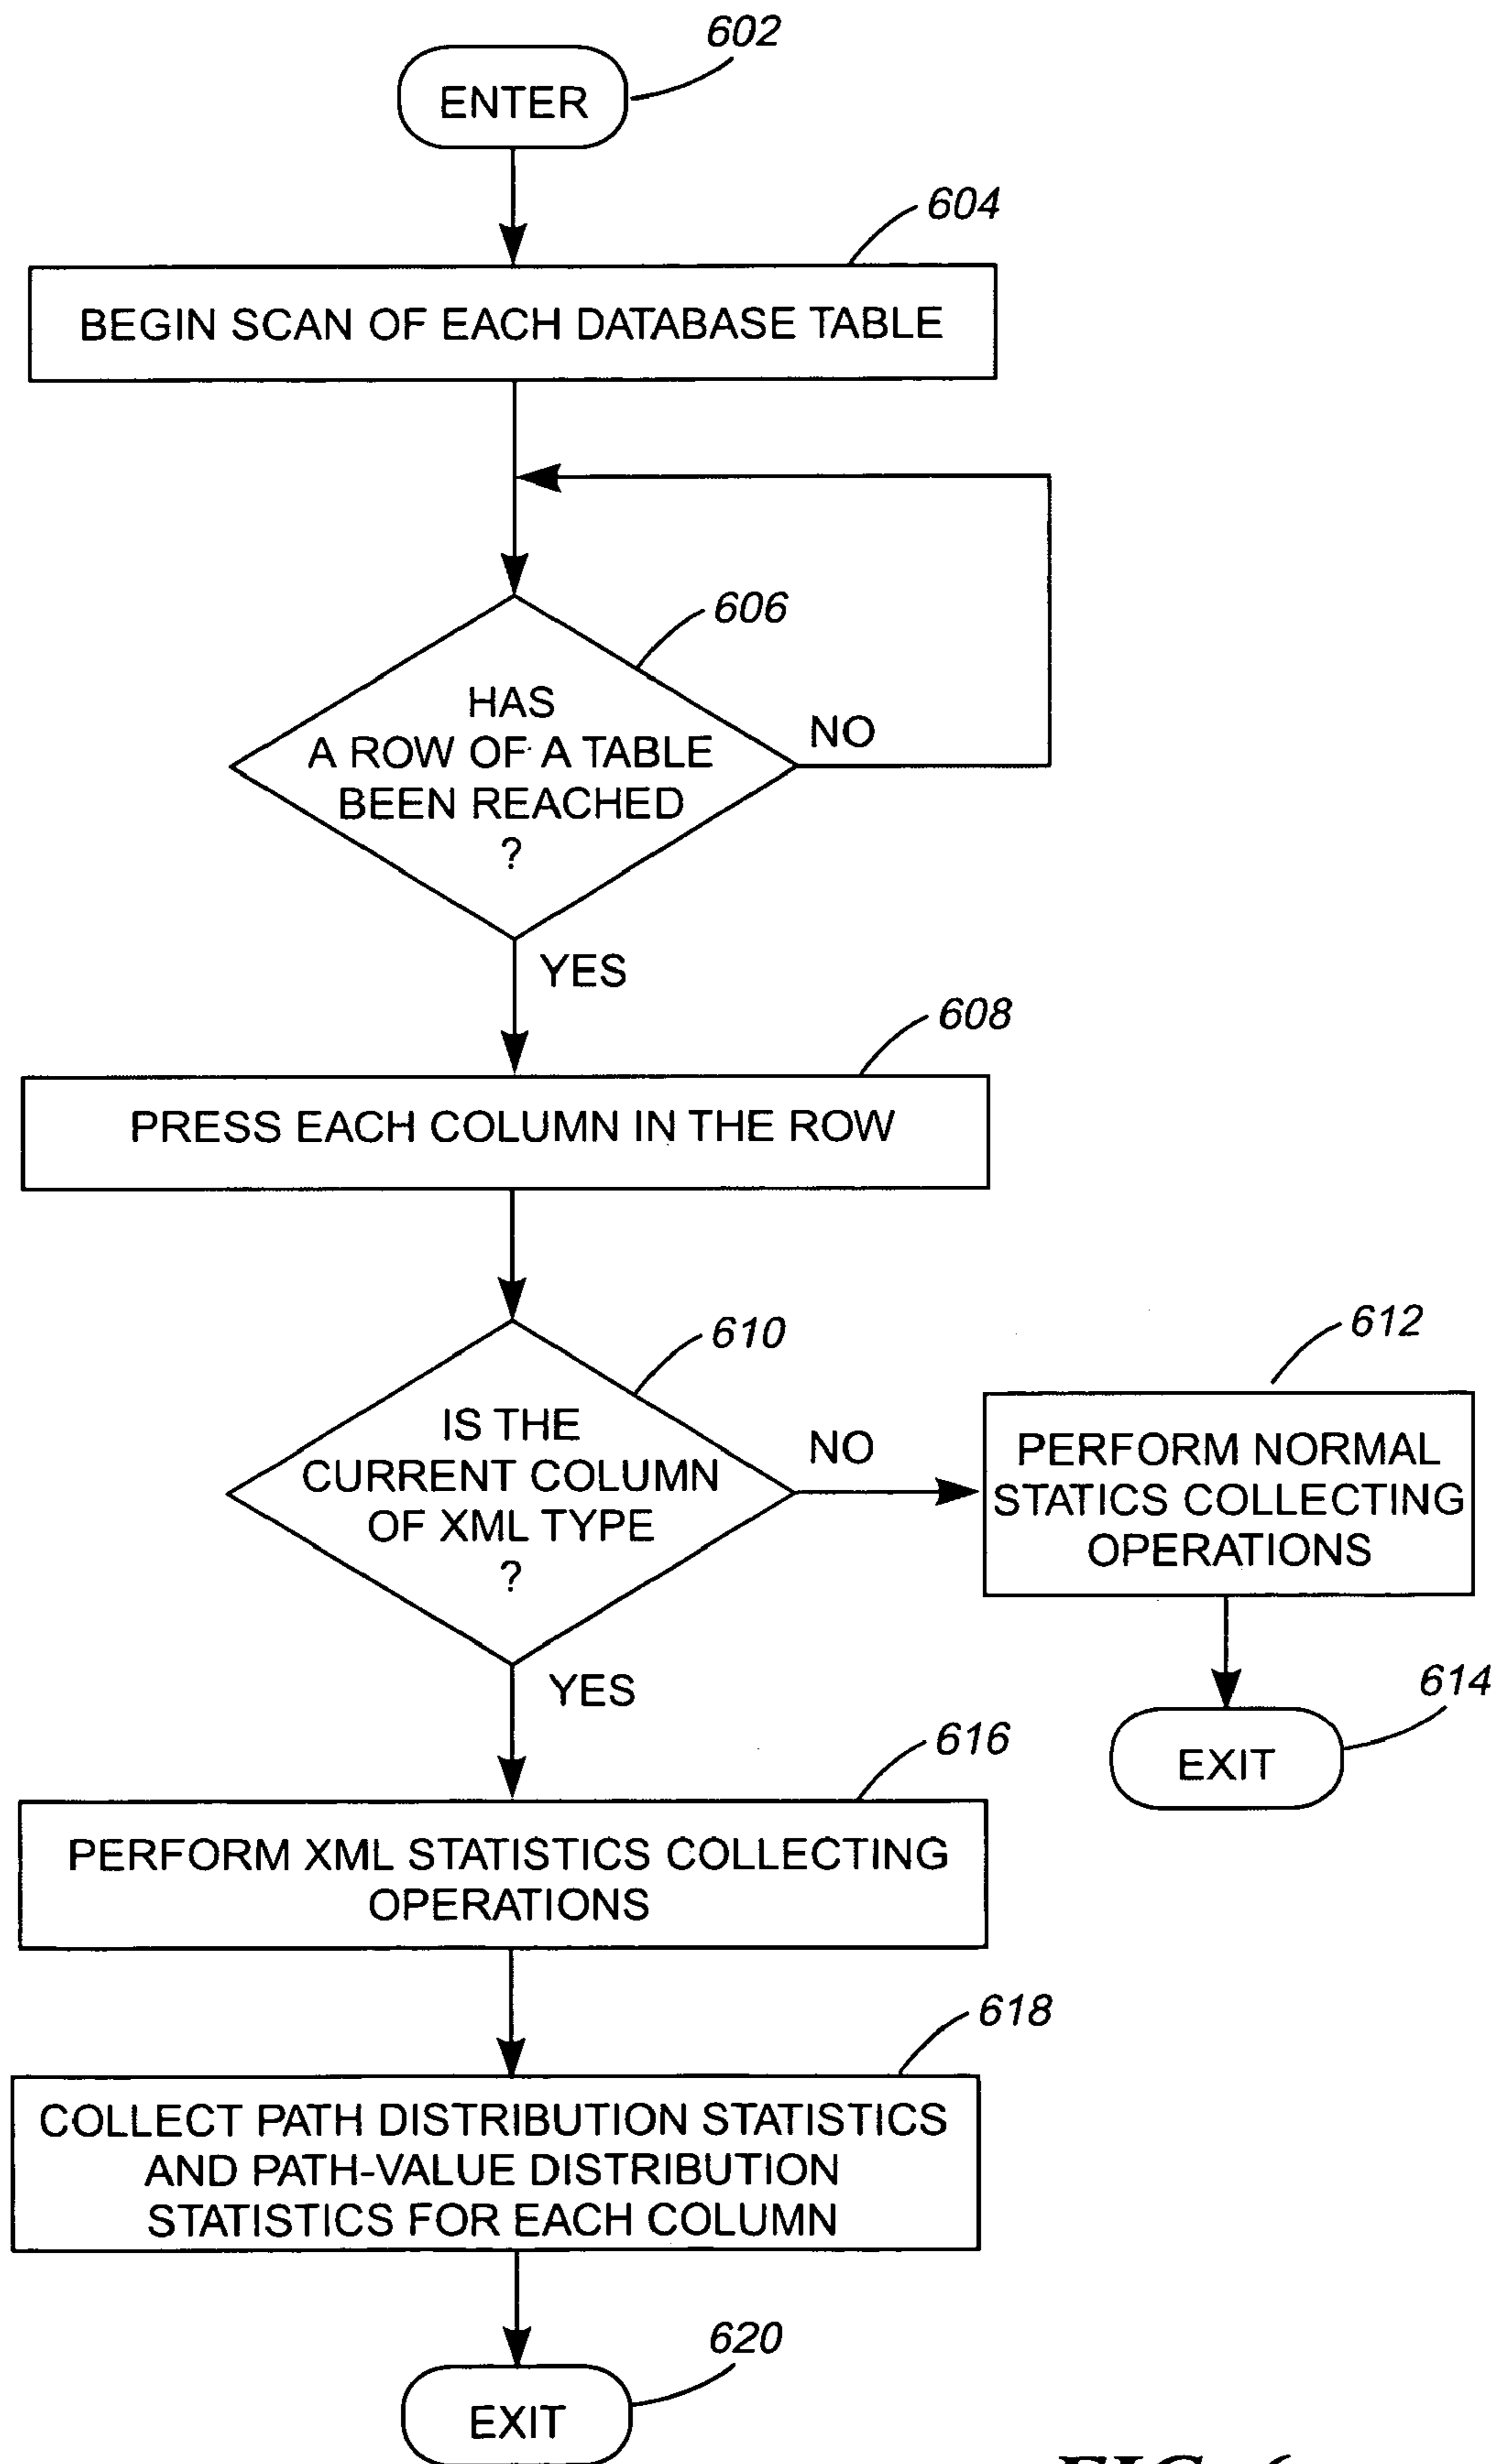 602
ENTER
604
BEGIN SCAN OF EACH DATABASE TABLE
606
HAS
A ROW OF A TABLE
BEEN REACHED
?
NO
YES
608
PRESS EACH COLUMN IN THE ROW
610
IS THE
CURRENT COLUMN
OF XML TYPE
?
NO
612
PERFORM NORMAL
STATICS COLLECTING
OPERATIONS
614
EXIT
YES
616
PERFORM XML STATISTICS COLLECTING
OPERATIONS
618
COLLECT PATH DISTRIBUTION STATISTICS
AND PATH-VALUE DISTRIBUTION
STATISTICS FOR EACH COLUMN
620
EXIT